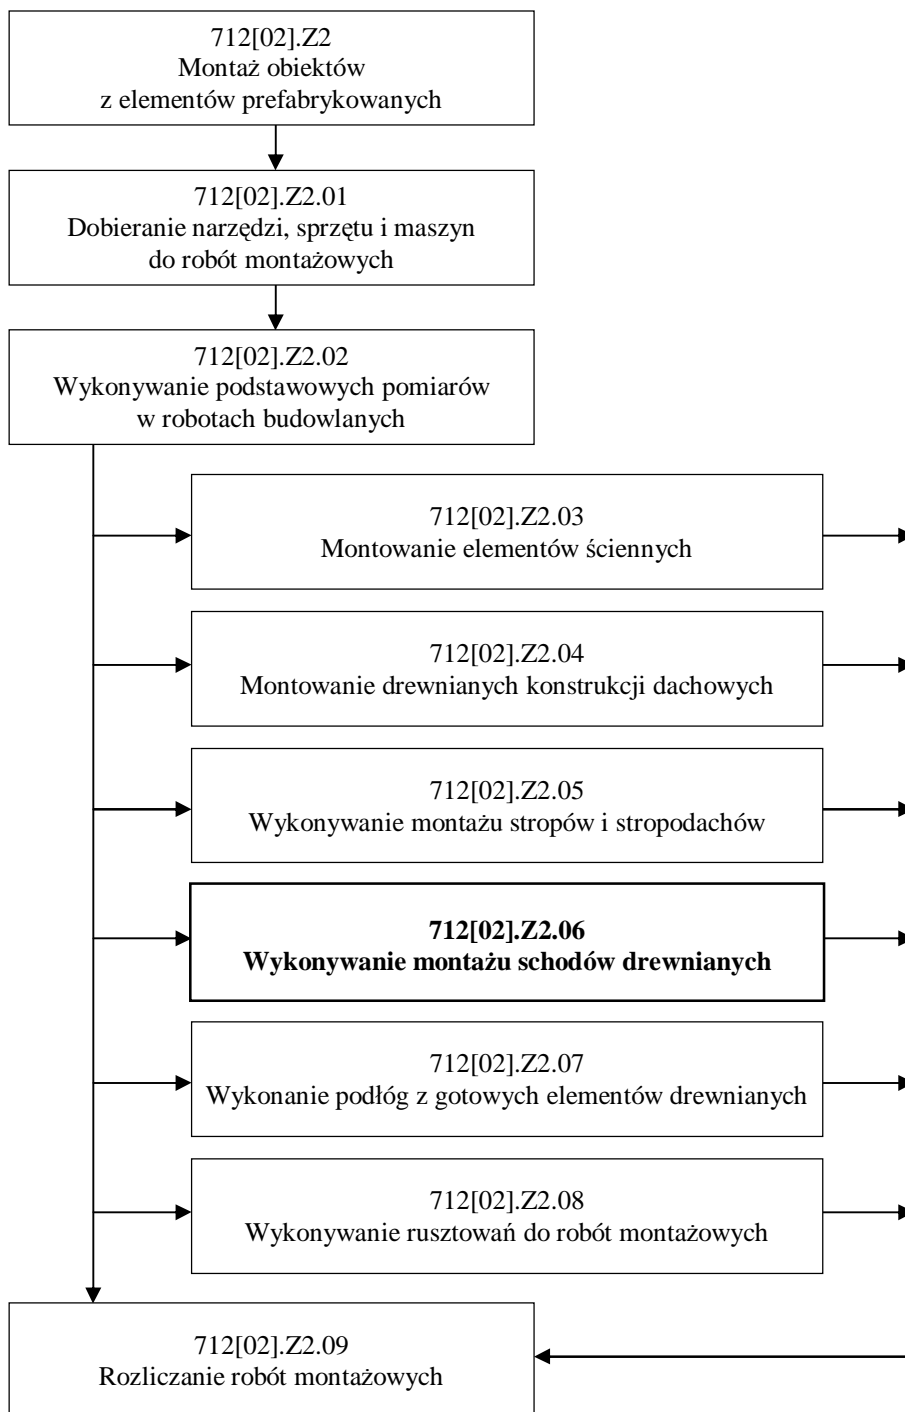 712[02].Z2
Montaż obiektów
z elementów prefabrykowanych
712[02].Z2.01
Dobieranie narzędzi, sprzętu i maszyn
do robót montażowych
712[02].Z2.02
Wykonywanie podstawowych pomiarów
w robotach budowlanych
712[02].Z2.03
Montowanie elementów ściennych
712[02].Z2.04
Montowanie drewnianych konstrukcji dachowych
712[02].Z2.05
Wykonywanie montażu stropów i stropodachów
712[02].Z2.06
Wykonywanie montażu schodów drewnianych
712[02].Z2.07
Wykonanie podłóg z gotowych elementów drewnianych
712[02].Z2.08
Wykonywanie rusztowań do robót montażowych
712[02].Z2.09
Rozliczanie robót montażowych